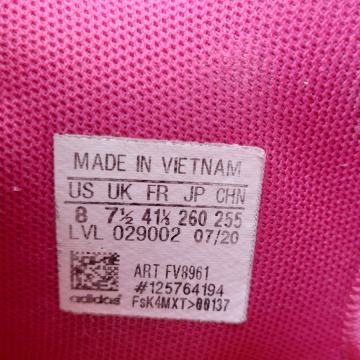 MADE IN VIETNAM
US UK FR JP CHN
8 7½ 41⅓ 260 255
LVL 029002 07/20
ART FV8961
#125764194
adidas FsK4MXT>00137